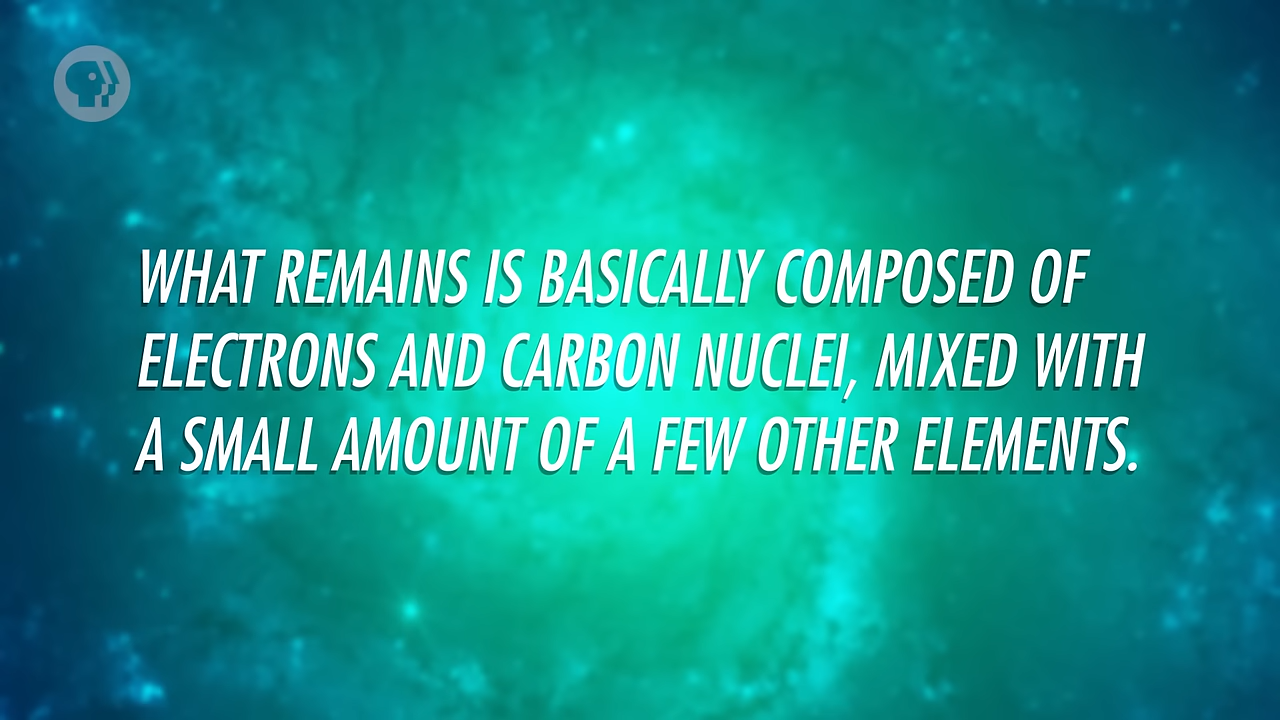 WHAT REMAINS IS BASICALLY COMPOSED OF
ELECTRONS AND CARBON NUCLEI, MIXED WITH
A SMALL AMOUNT OF A FEW OTHER ELEMENTS.